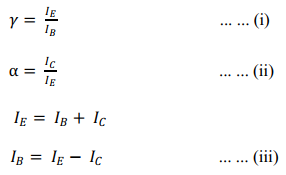 γ = I_E / I_B ... ... (i)
α = I_C / I_E ... ... (ii)
I_E = I_B + I_C
I_B = I_E − I_C ... ... (iii)